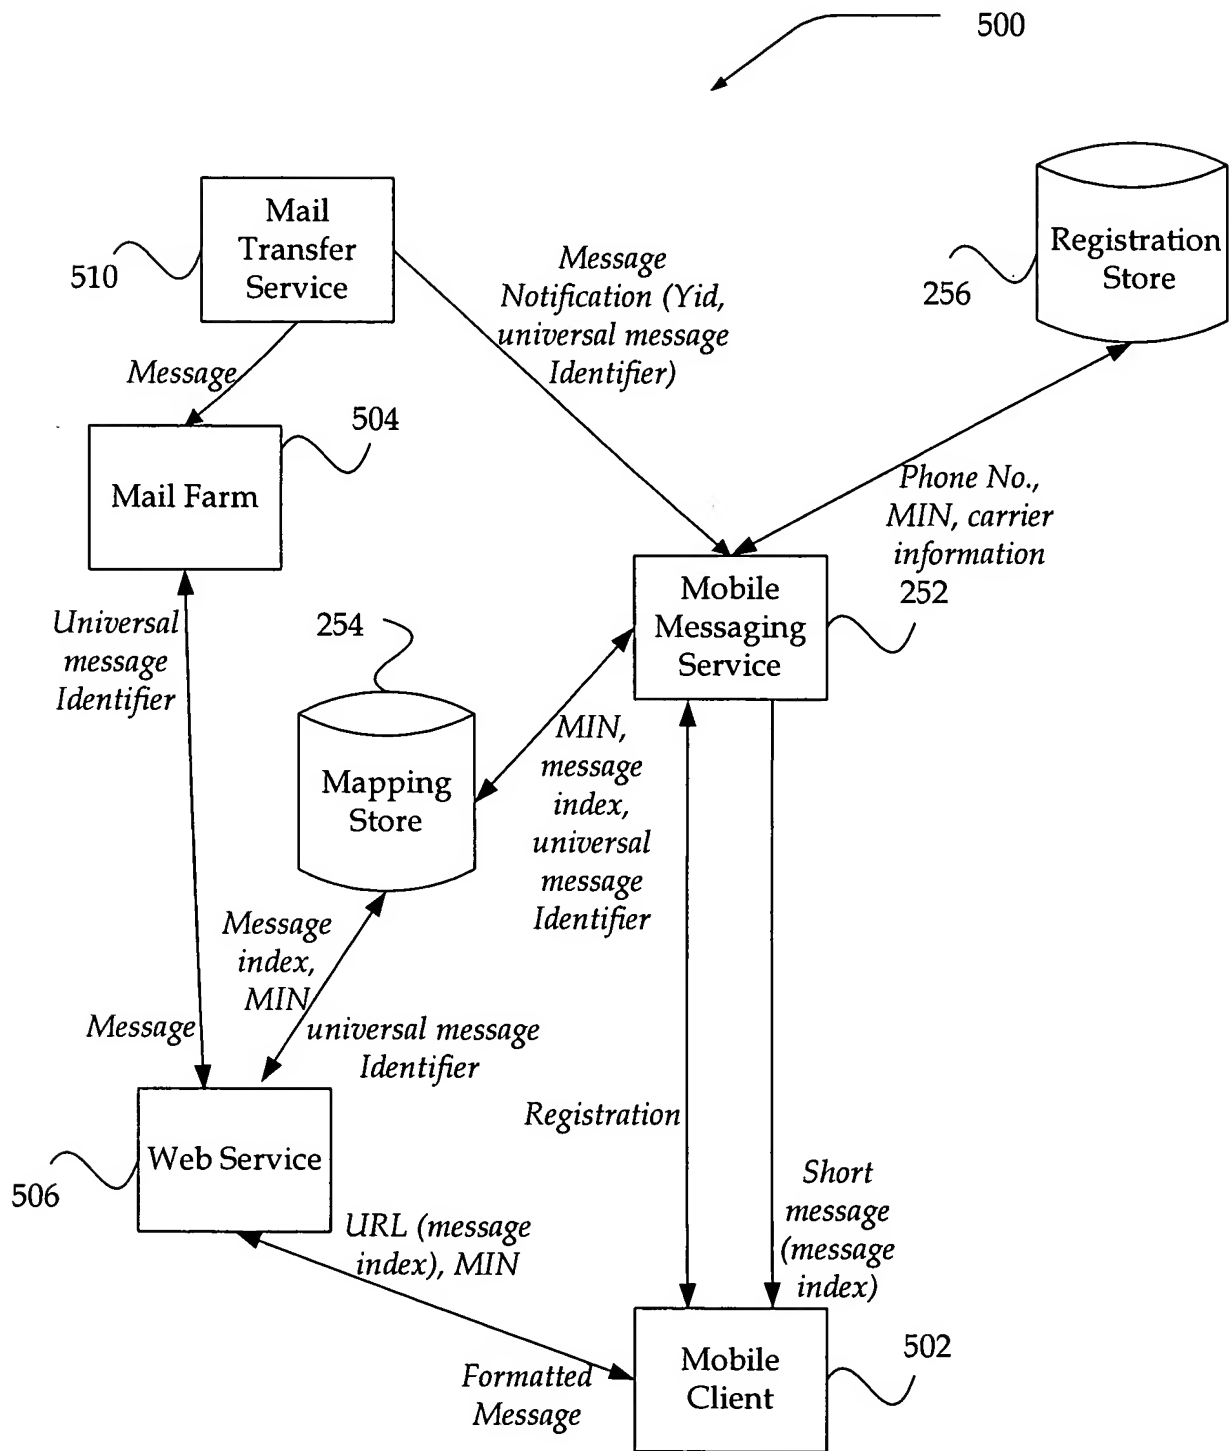 500
Mail
Transfer
Service
510
Message
Notification (Yid,
universal message
Identifier)
Registration
Store
256
Message
504
Mail Farm
Phone No.,
MIN, carrier
information
Mobile
Messaging
Service
252
Universal
message
Identifier
254
Mapping
Store
MIN,
message
index,
universal
message
Identifier
Message
index,
MIN
universal message
Identifier
Message
Registration
Web Service
506
URL (message
index), MIN
Short
message
(message
index)
Formatted
Message
Mobile
Client
502